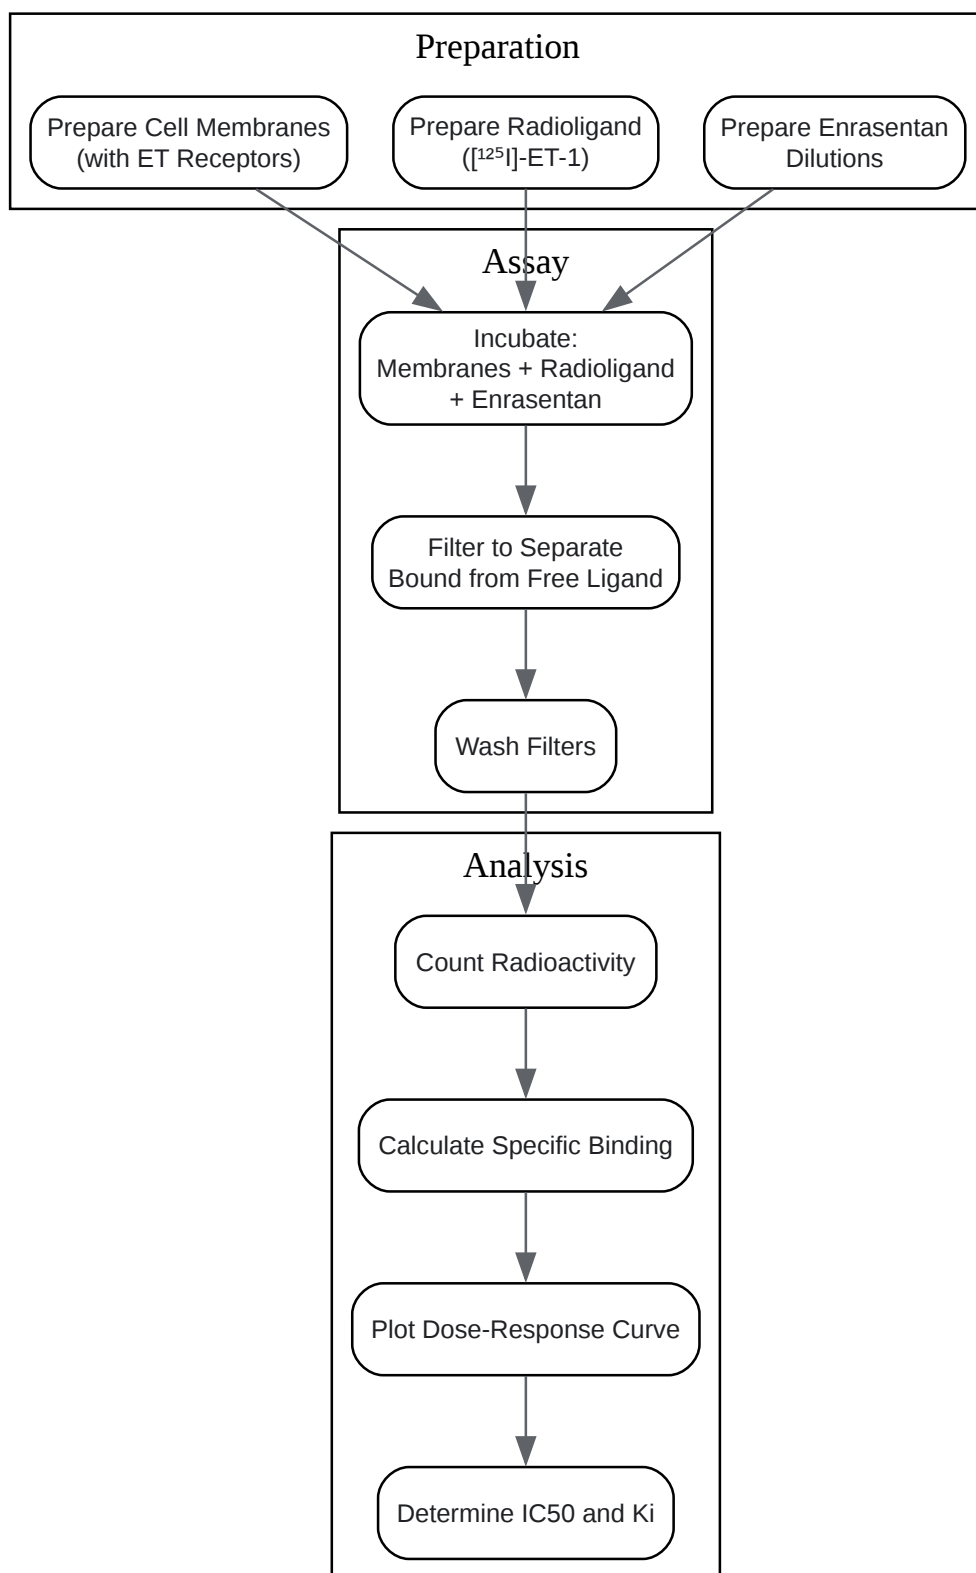 Preparation
Prepare Cell Membranes
(with ET Receptors)
Prepare Radioligand
([¹²⁵I]-ET-1)
Prepare Enrasentan
Dilutions
Assay
Incubate:
Membranes + Radioligand
+ Enrasentan
Filter to Separate
Bound from Free Ligand
Wash Filters
Analysis
Count Radioactivity
Calculate Specific Binding
Plot Dose-Response Curve
Determine IC50 and Ki